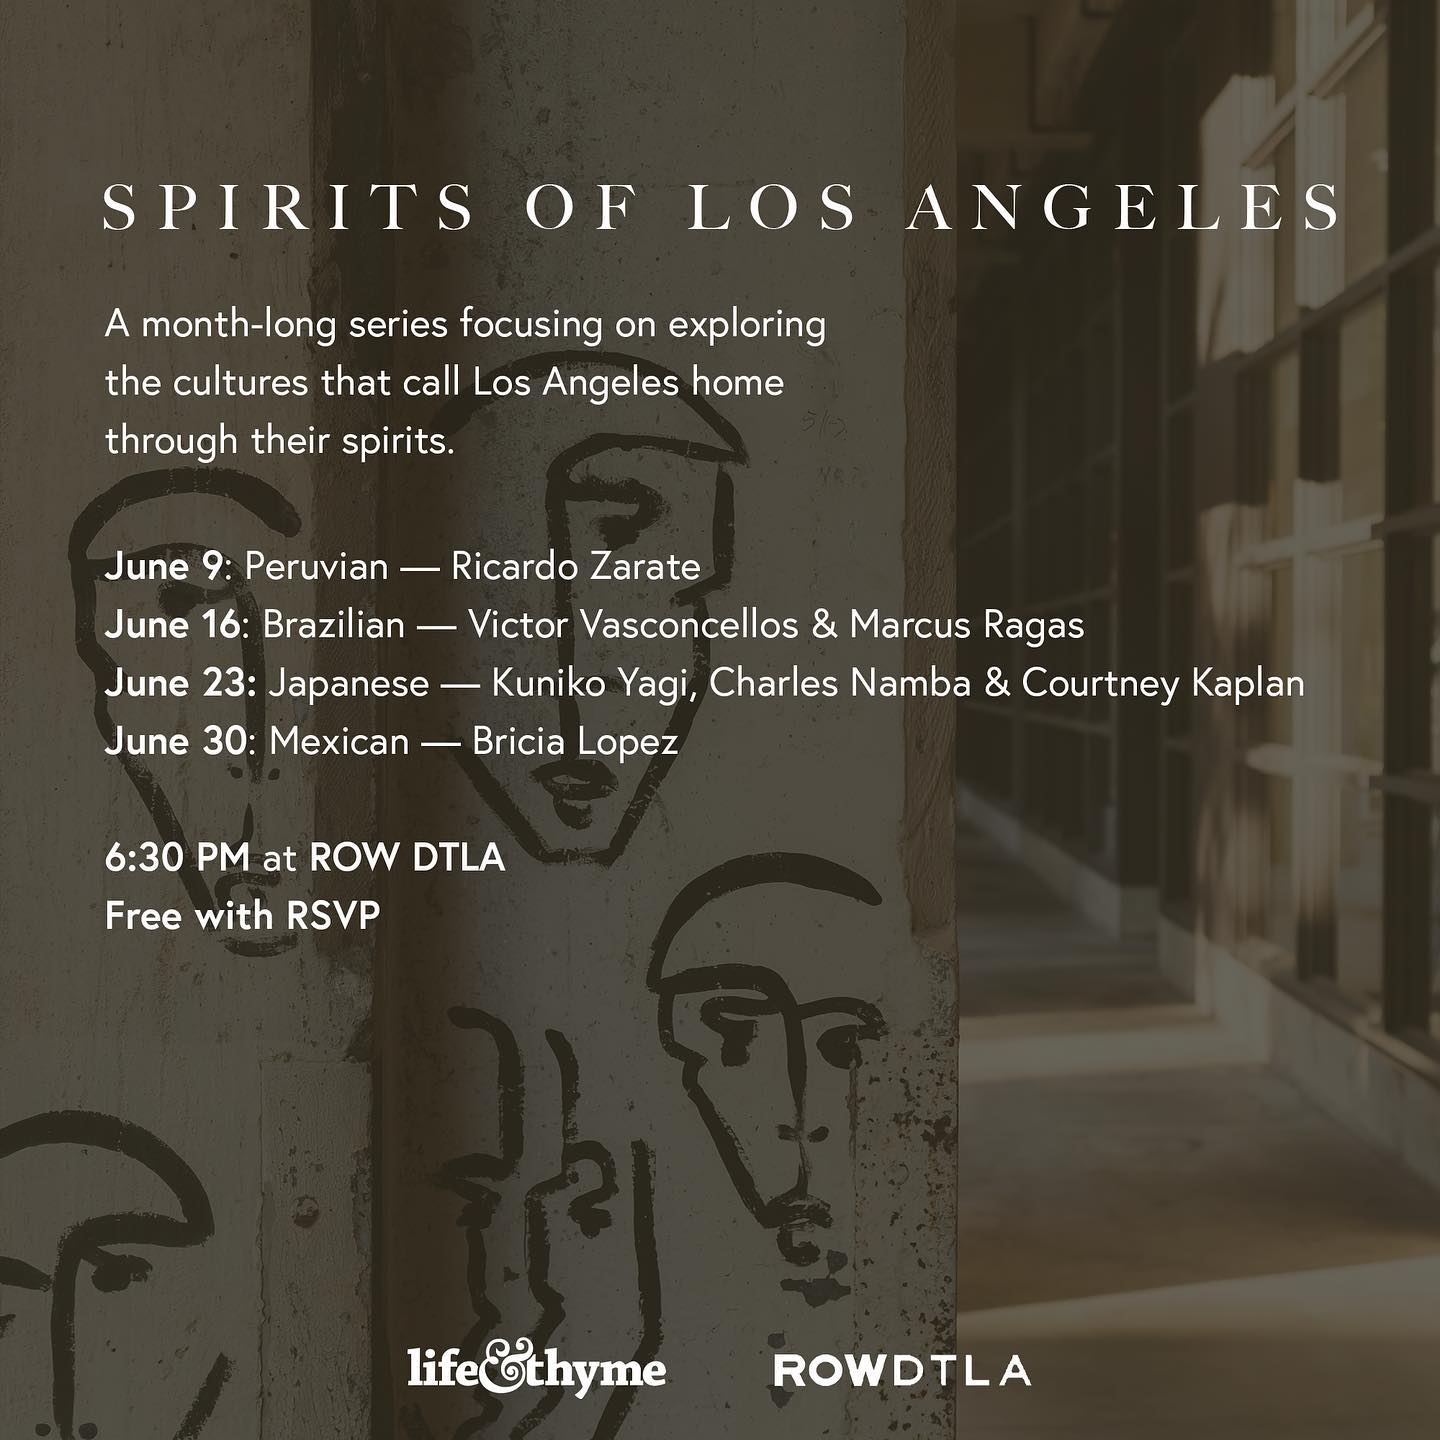 SPIRITS OF LOS ANGELES
A month-long series focusing on exploring
the cultures that call Los Angeles home
through their spirits.
June 9: Peruvian — Ricardo Zarate
June 16: Brazilian — Victor Vasconcellos & Marcus Ragas
June 23: Japanese — Kuniko Yagi, Charles Namba & Courtney Kaplan
June 30: Mexican — Bricia Lopez
6:30 PM at ROW DTLA
Free with RSVP
life&thyme
ROWDTLA